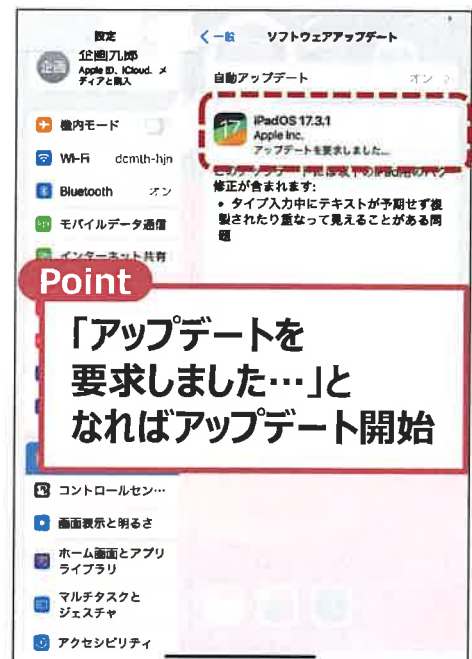 設定
企画九郎
Apple ID、iCloud、メ
ディアと購入
機内モード
Wi-Fi dcmth-hjn
Bluetooth オン
モバイルデータ通信
インターネット共有
コントロールセン…
画面表示と明るさ
ホーム画面とアプリ
ライブラリ
マルチタスクと
ジェスチャ
アクセシビリティ
一般 ソフトウェアアップデート
自動アップデート オン
17
iPadOS 17.3.1
Apple Inc.
アップデートを要求しました...
修正が含まれます:
• タイプ入力中にテキストが予期せず複
製されたり重なって見えることがある問
題
Point
「アップデートを
要求しました…」と
なればアップデート開始